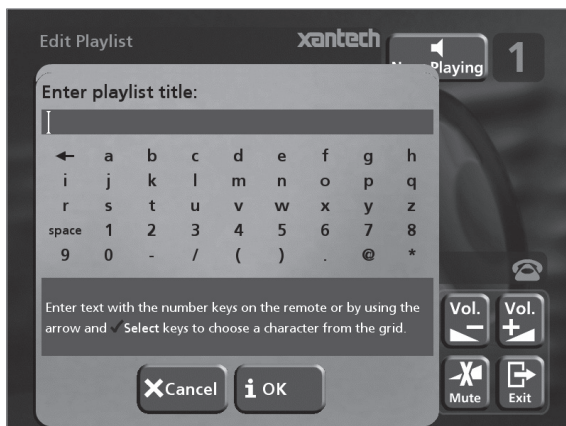 Edit Playlist
xantech
Playing
1
Enter playlist title:
← a b c d e f g h
i j k l m n o p q
r s t u v w x y z
space 1 2 3 4 5 6 7 8
9 0 - / ( ) . @ *
Enter text with the number keys on the remote or by using the
arrow and ✓Select keys to choose a character from the grid.
Cancel
i OK
Vol.
Vol.
Mute
Exit